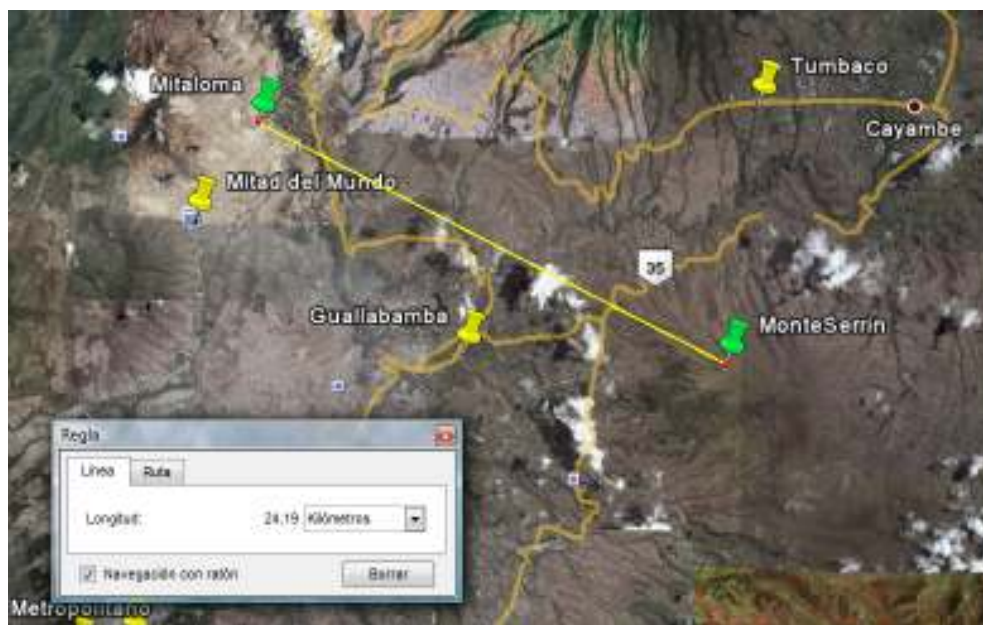 Mitaloma
Tumbaco
Cayambe
Mitad del Mundo
35
Guallabamba
MonteSerrín
Regla
Línea
Ruta
Longitud:
24,19 Kilómetros
Navegación con ratón
Borrar
Metropolitano